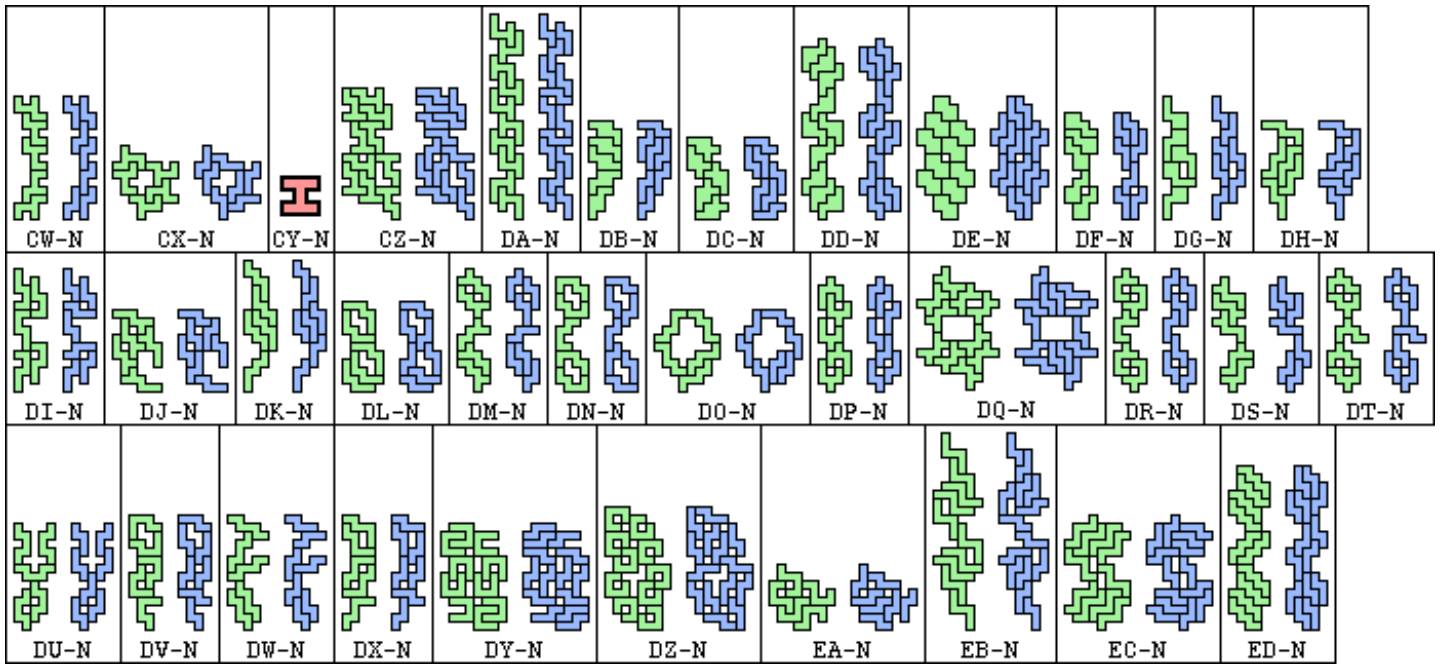 CW-N CX-N CY-N CZ-N DA-N DB-N DC-N DD-N DE-N DF-N DG-N DH-N
DI-N DJ-N DK-N DL-N DM-N DN-N DO-N DP-N DQ-N DR-N DS-N DT-N
DU-N DV-N DW-N DX-N DY-N DZ-N EA-N EB-N EC-N ED-N